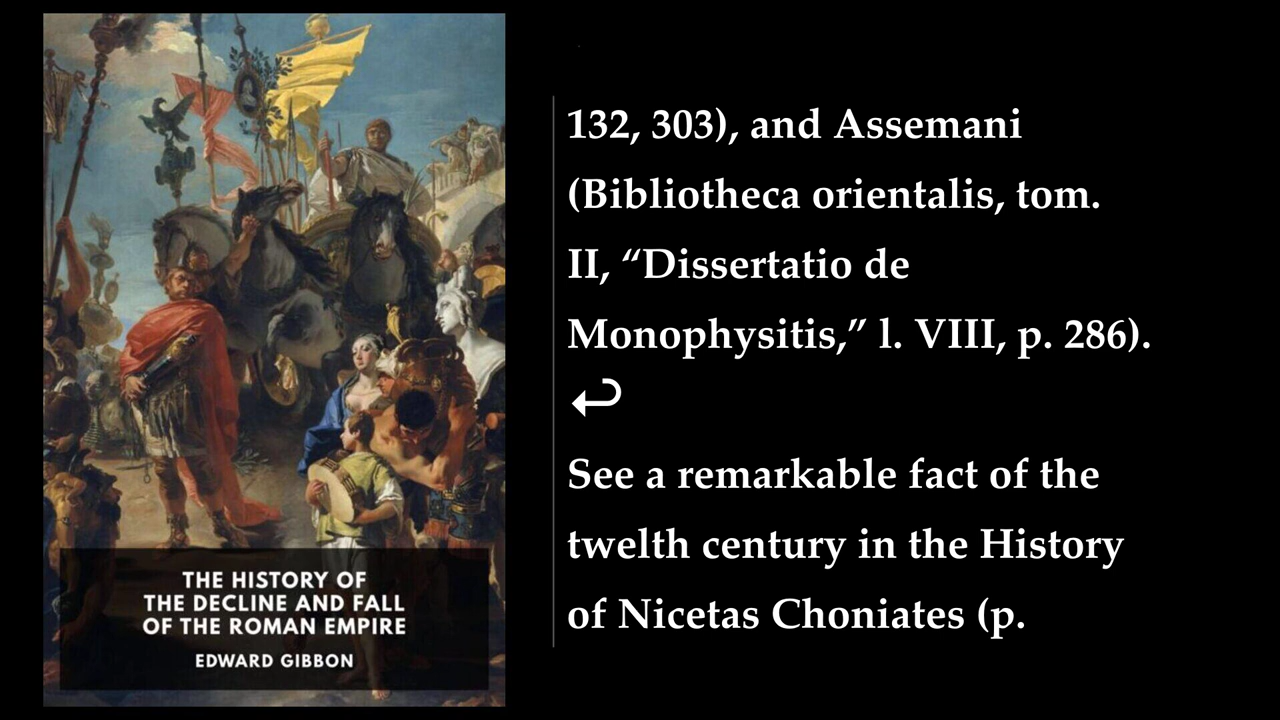 THE HISTORY OF
THE DECLINE AND FALL
OF THE ROMAN EMPIRE
EDWARD GIBBON
132, 303), and Assemani
(Bibliotheca orientalis, tom.
II, “Dissertatio de
Monophysitis,” l. VIII, p. 286).
↩
See a remarkable fact of the
twelth century in the History
of Nicetas Choniates (p.